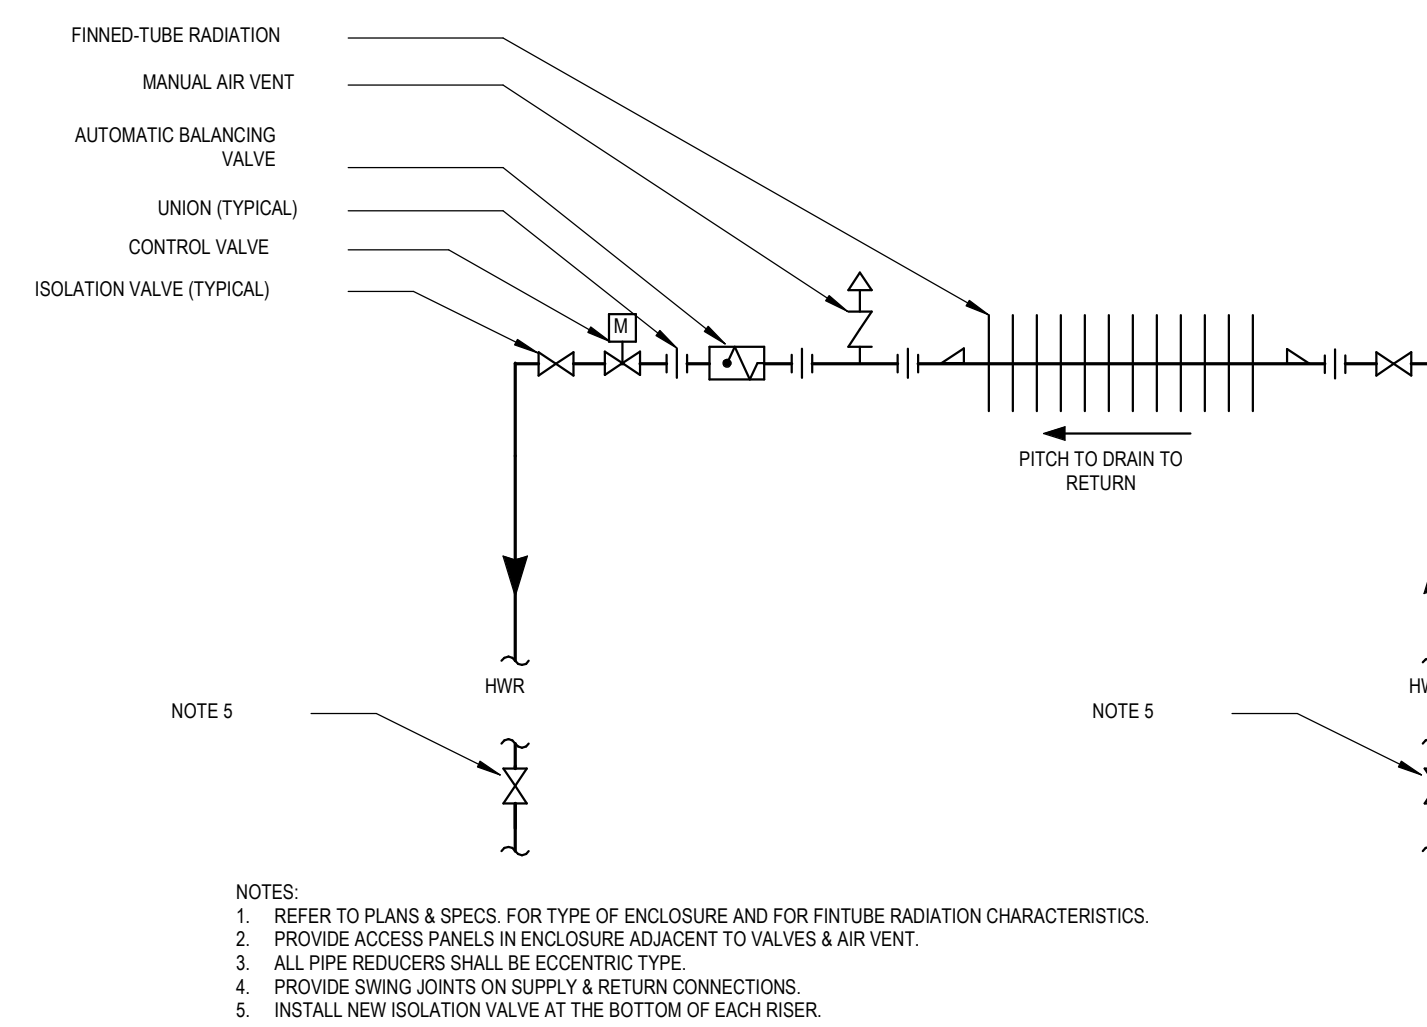 FINNED-TUBE RADIATION
MANUAL AIR VENT
AUTOMATIC BALANCING
VALVE
UNION (TYPICAL)
CONTROL VALVE
ISOLATION VALVE (TYPICAL)
M
PITCH TO DRAIN TO
RETURN
HWR
NOTE 5
NOTE 5
NOTES:
1. REFER TO PLANS & SPECS. FOR TYPE OF ENCLOSURE AND FOR FINTUBE RADIATION CHARACTERISTICS.
2. PROVIDE ACCESS PANELS IN ENCLOSURE ADJACENT TO VALVES & AIR VENT.
3. ALL PIPE REDUCERS SHALL BE ECCENTRIC TYPE.
4. PROVIDE SWING JOINTS ON SUPPLY & RETURN CONNECTIONS.
5. INSTALL NEW ISOLATION VALVE AT THE BOTTOM OF EACH RISER.